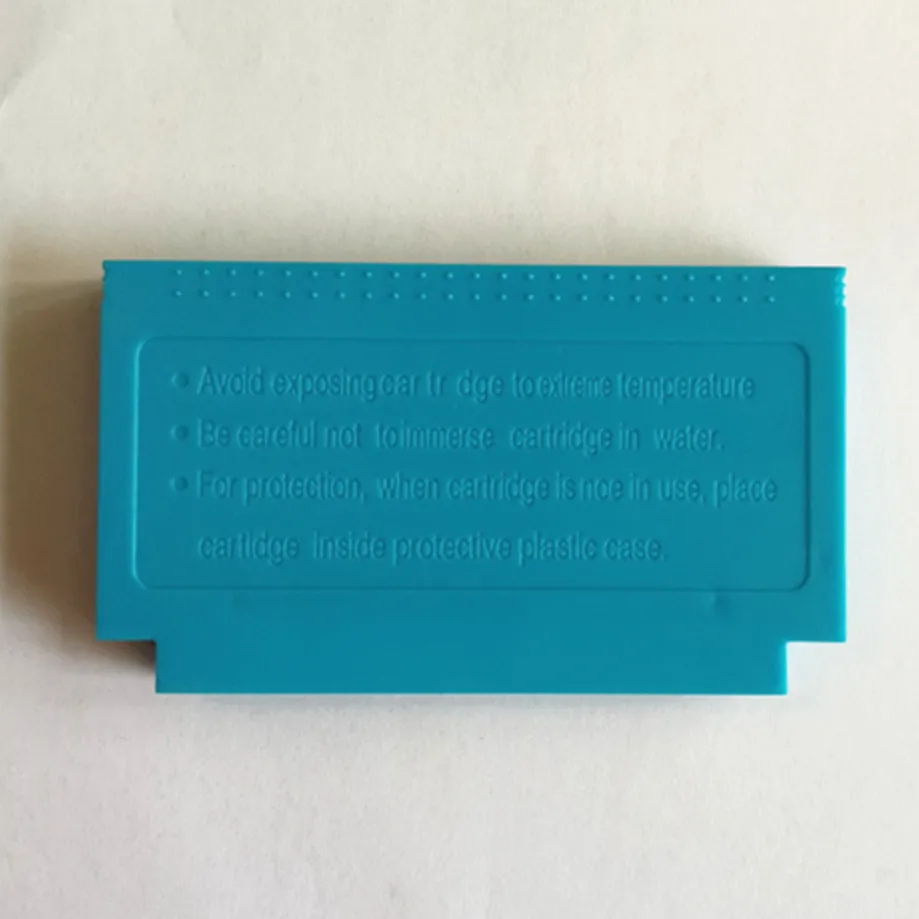 • Avoid exposing car tr dge to extreme temperature
• Be careful not to immerse cartridge in water.
• For protection, when cartridge is nce in use, place
cartidge inside protective plastic case.